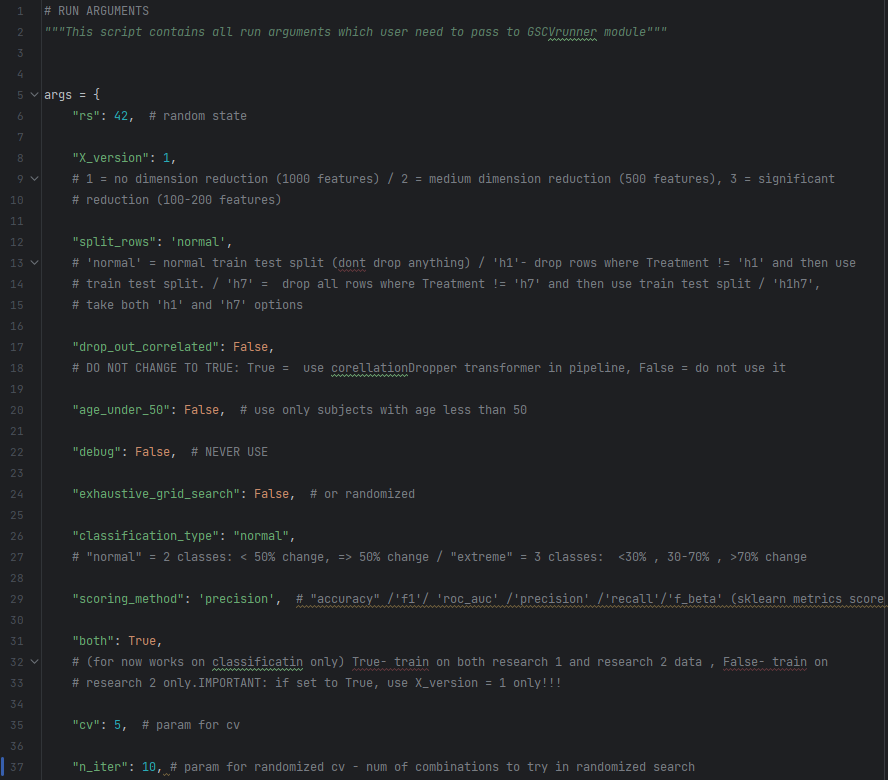 1 # RUN ARGUMENTS
2 """This script contains all run arguments which user need to pass to GSCVrunner module"""
3
4
5 args = {
6 "rs": 42,  # random state
7
8 "X_version": 1,
9 # 1 = no dimension reduction (1000 features) / 2 = medium dimension reduction (500 features), 3 = significant
10 # reduction (100-200 features)
11
12 "split_rows": 'normal',
13 # 'normal' = normal train test split (dont drop anything) / 'h1'- drop rows where Treatment != 'h1' and then use
14 # train test split. / 'h7' =  drop all rows where Treatment != 'h7' and then use train test split / 'h1h7',
15 # take both 'h1' and 'h7' options
16
17 "drop_out_correlated": False,
18 # DO NOT CHANGE TO TRUE: True =  use corellationDropper transformer in pipeline, False = do not use it
19
20 "age_under_50": False,  # use only subjects with age less than 50
21
22 "debug": False,  # NEVER USE
23
24 "exhaustive_grid_search": False,  # or randomized
25
26 "classification_type": "normal",
27 # "normal" = 2 classes: < 50% change, => 50% change / "extreme" = 3 classes:  <30% , 30-70% , >70% change
28
29 "scoring_method": 'precision',  # "accuracy" /'f1'/ 'roc_auc' /'precision' /'recall'/'f_beta' (sklearn metrics score
30
31 "both": True,
32 # (for now works on classificatin only) True- train on both research 1 and research 2 data , False- train on
33 # research 2 only.IMPORTANT: if set to True, use X_version = 1 only!!!
34
35 "cv": 5,  # param for cv
36
37 "n_iter": 10, # param for randomized cv - num of combinations to try in randomized search